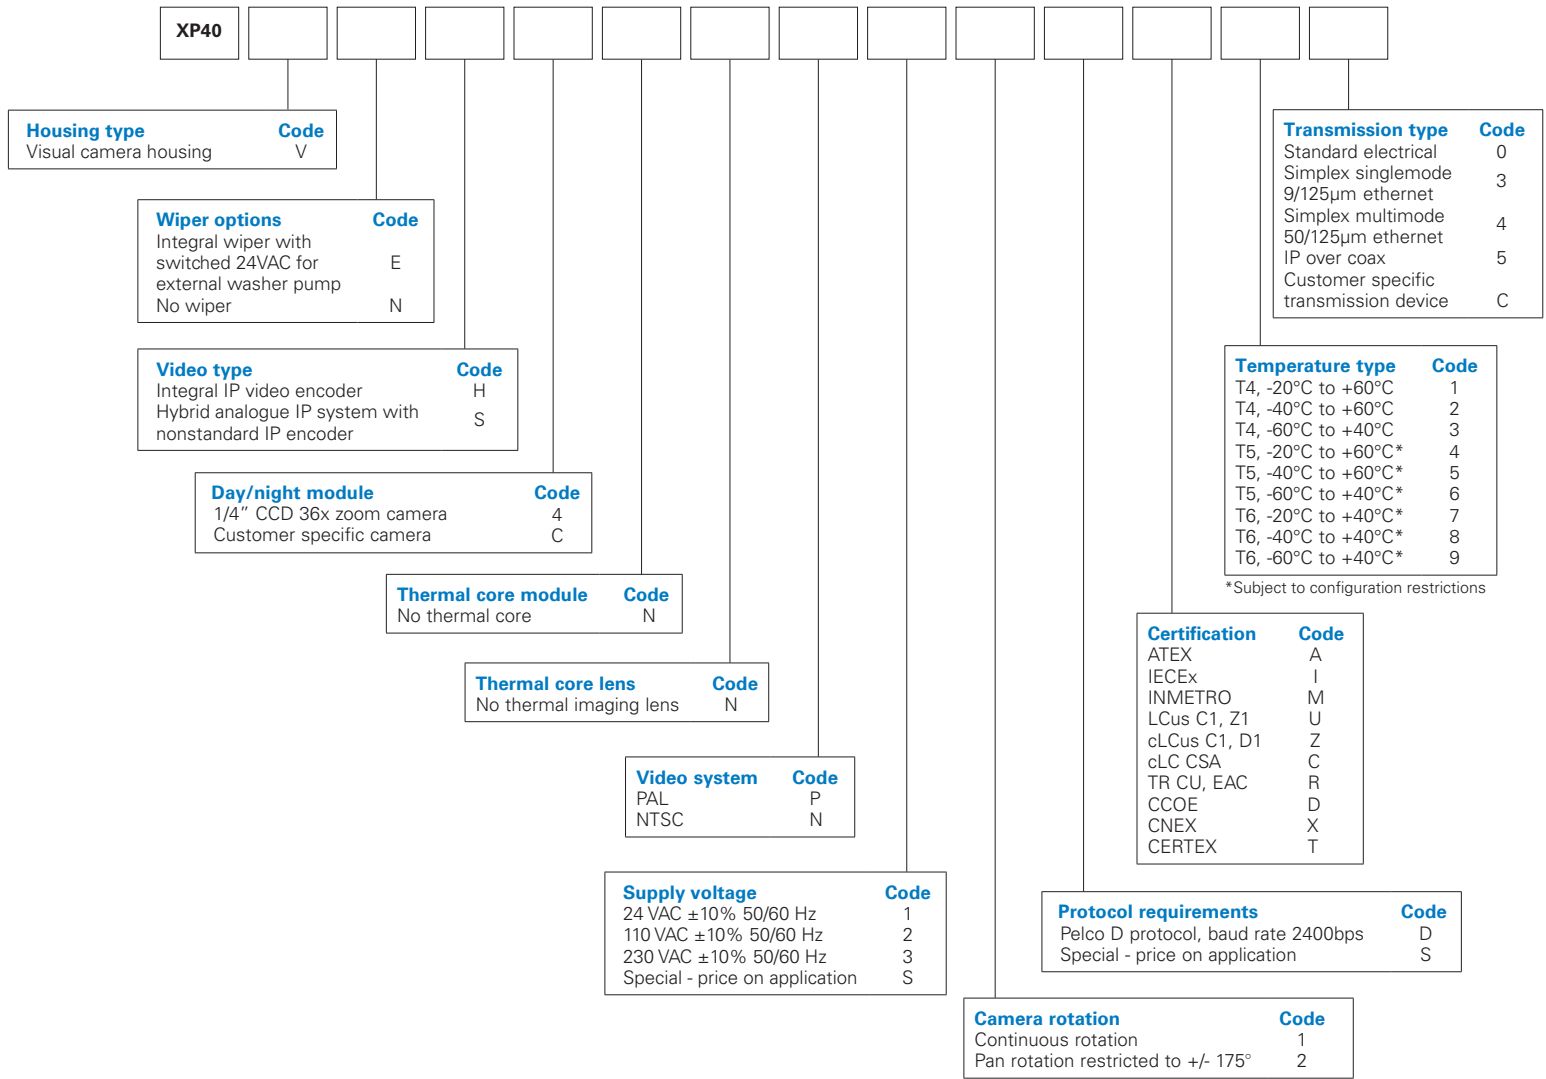 XP40
Housing type Code
Visual camera housing V
Wiper options Code
Integral wiper with
switched 24VAC for E
external washer pump
No wiper N
Video type Code
Integral IP video encoder H
Hybrid analogue IP system with S
nonstandard IP encoder
Day/night module Code
1/4” CCD 36x zoom camera 4
Customer specific camera C
Thermal core module Code
No thermal core N
Thermal core lens Code
No thermal imaging lens N
Video system Code
PAL P
NTSC N
Supply voltage Code
24 VAC ±10% 50/60 Hz 1
110 VAC ±10% 50/60 Hz 2
230 VAC ±10% 50/60 Hz 3
Special - price on application S
Camera rotation Code
Continuous rotation 1
Pan rotation restricted to +/- 175° 2
Protocol requirements Code
Pelco D protocol, baud rate 2400bps D
Special - price on application S
Certification Code
ATEX A
IECEx I
INMETRO M
LCus C1, Z1 U
cLCus C1, D1 Z
cLC CSA C
TR CU, EAC R
CCOE D
CNEX X
CERTEX T
Temperature type Code
T4, -20°C to +60°C 1
T4, -40°C to +60°C 2
T4, -60°C to +40°C 3
T5, -20°C to +60°C* 4
T5, -40°C to +60°C* 5
T5, -60°C to +40°C* 6
T6, -20°C to +40°C* 7
T6, -40°C to +40°C* 8
T6, -60°C to +40°C* 9
*Subject to configuration restrictions
Transmission type Code
Standard electrical 0
Simplex singlemode 3
9/125µm ethernet
Simplex multimode 4
50/125µm ethernet
IP over coax 5
Customer specific
transmission device C